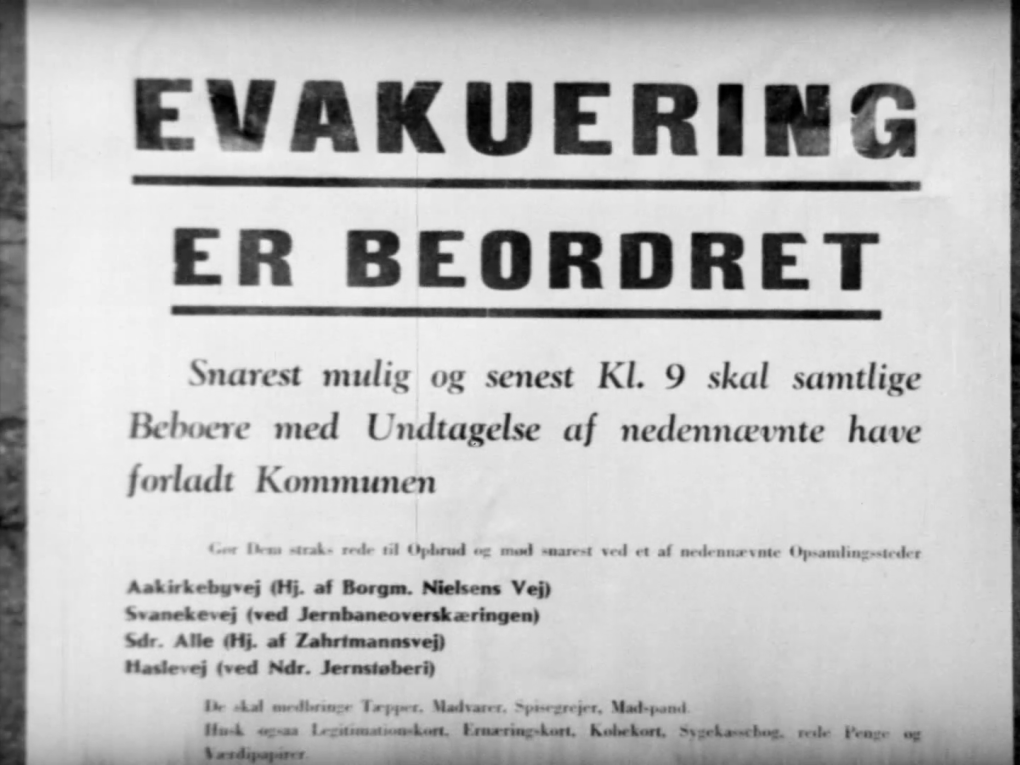 EVAKUERING
ER BEORDRET
Snarest mulig og senest Kl. 9 skal samtlige
Beboere med Undtagelse af nedennævnte have
forladt Kommunen
Gør Dem straks rede til Opbrud og mød snarest ved et af nedennævnte Opsamlingssteder
Aakirkebyvej (Hj. af Borgm. Nielsens Vej)
Svanekevej (ved Jernbaneoverskæringen)
Sdr. Alle (Hj. af Zahrtmannsvej)
Haslevej (ved Ndr. Jernstøberi)
De skal medbringe Tæpper, Madvarer, Spisegrejer, Madspand.
Husk ogsaa Legitimationskort, Ernæringskort, Købekort, Sygekassebog, rede Penge og
Værdipapirer